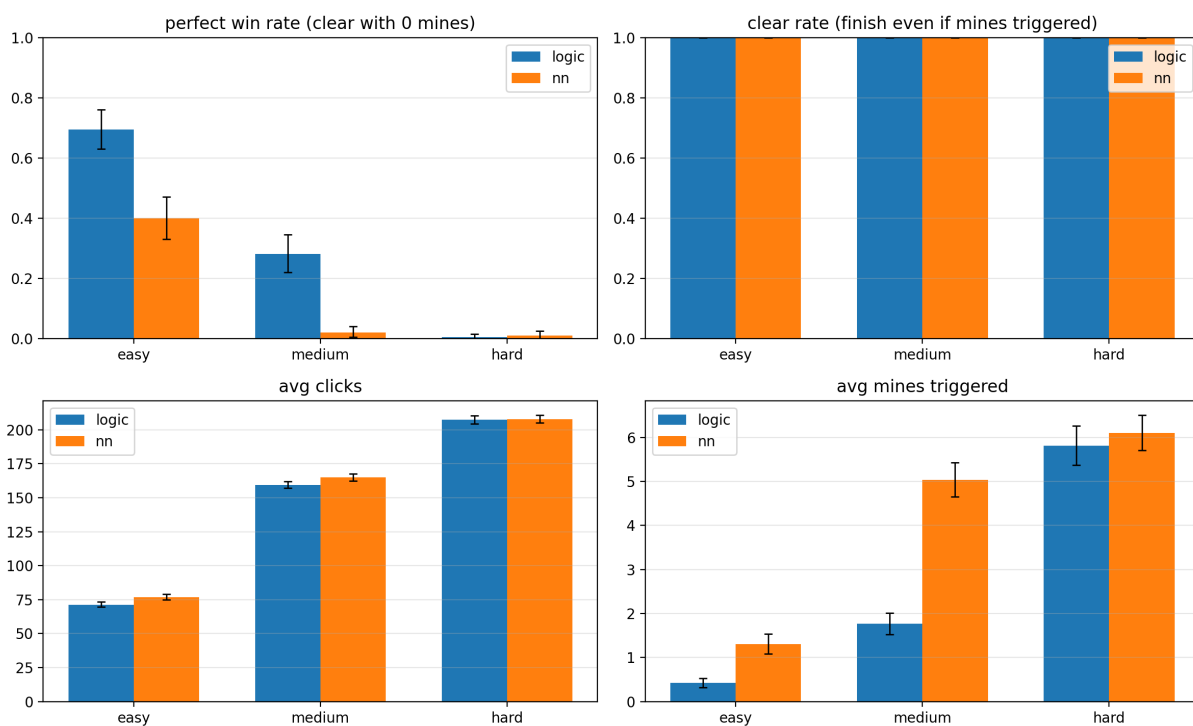 perfect win rate (clear with 0 mines)
1.0
0.8
0.6
0.4
0.2
0.0
logic
nn
easy
medium
hard
clear rate (finish even if mines triggered)
1.0
0.8
0.6
0.4
0.2
0.0
logic
nn
easy
medium
hard
avg clicks
200
175
150
125
100
75
50
25
0
logic
nn
easy
medium
hard
avg mines triggered
6
5
4
3
2
1
0
logic
nn
easy
medium
hard